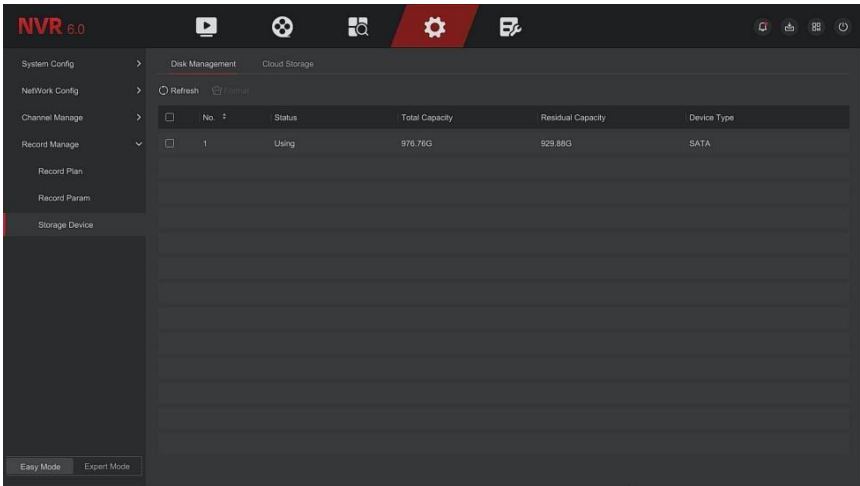 NVR 6.0
System Config
NetWork Config
Channel Manage
Record Manage
Record Plan
Record Param
Storage Device
Easy Mode Expert Mode
Disk Management Cloud Storage
Refresh Format
No. Status Total Capacity Residual Capacity Device Type
1 Using 976.76G 929.88G SATA